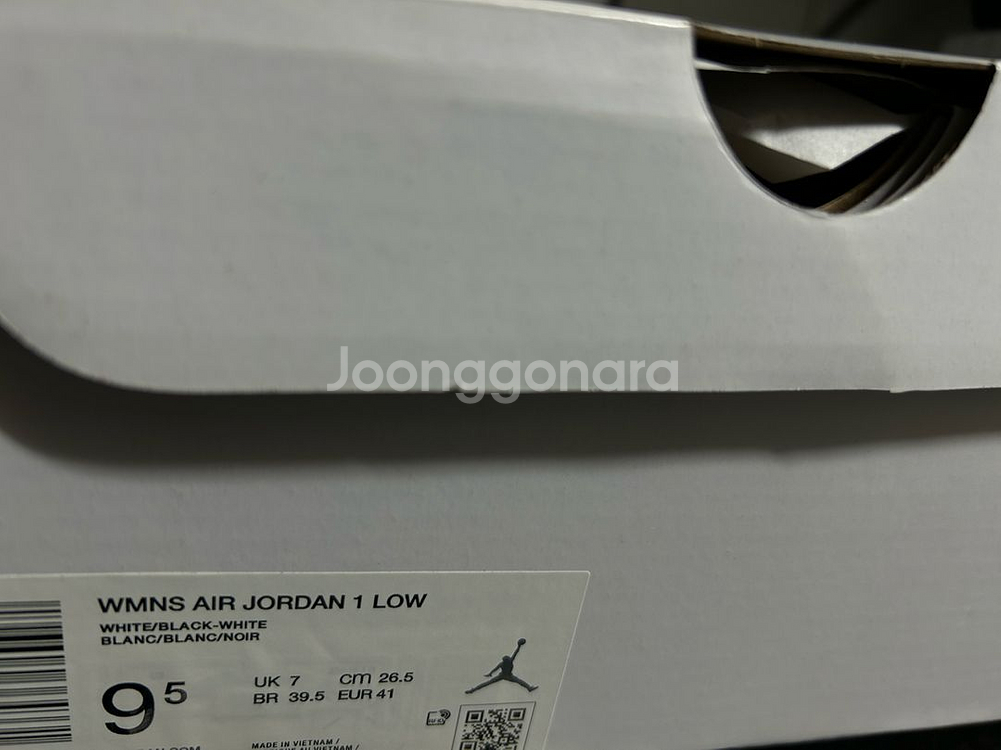 Joonggonara
WMNS AIR JORDAN 1 LOW
WHITE/BLACK-WHITE
BLANC/BLANC/NOIR
9⁵
UK 7 CM 26.5
BR 39.5 EUR 41
MADE IN VIETNAM /